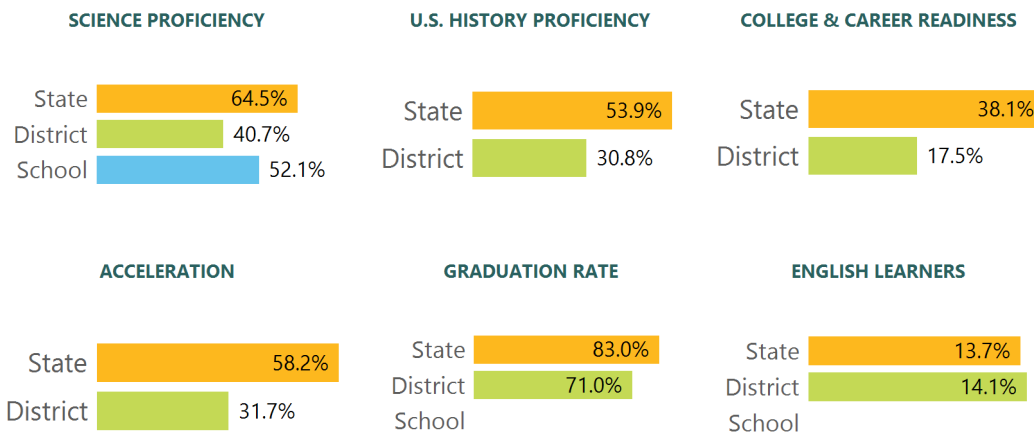 SCIENCE PROFICIENCY
State 64.5%
District 40.7%
School 52.1%
U.S. HISTORY PROFICIENCY
State 53.9%
District 30.8%
COLLEGE & CAREER READINESS
State 38.1%
District 17.5%
ACCELERATION
State 58.2%
District 31.7%
GRADUATION RATE
State 83.0%
District 71.0%
School
ENGLISH LEARNERS
State 13.7%
District 14.1%
School